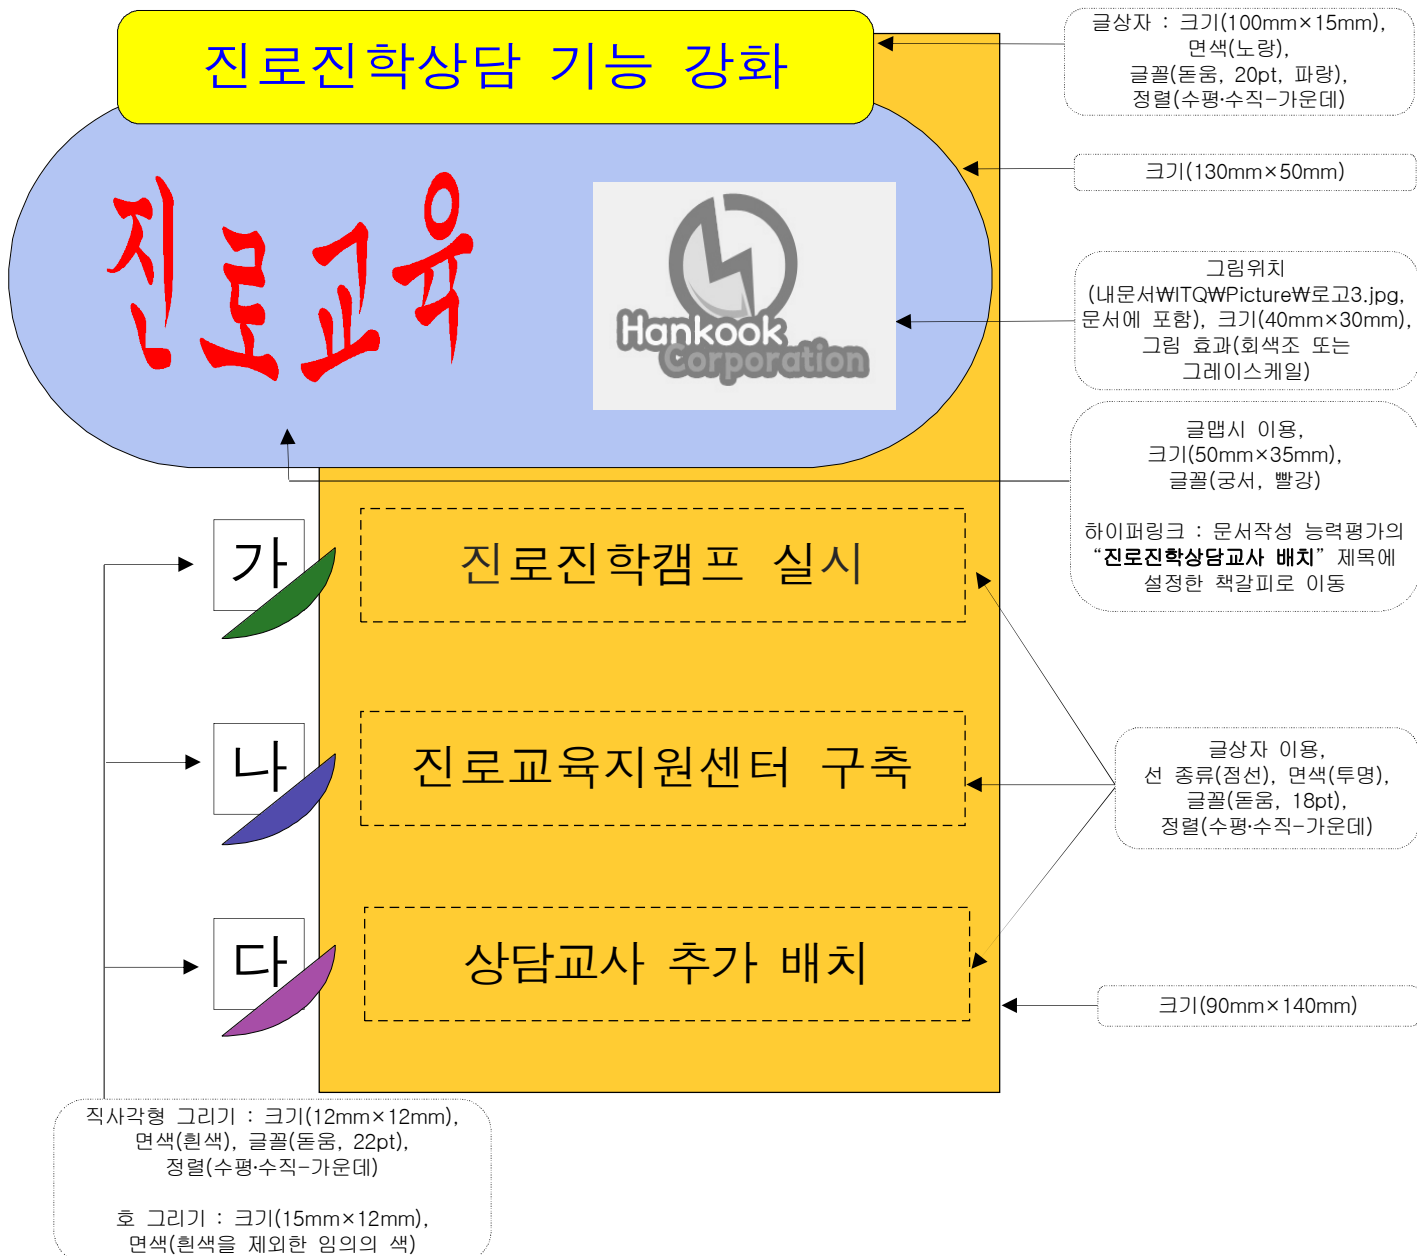 진로진학상담 기능 강화
글상자 : 크기(100mm×15mm),
면색(노랑),
글꼴(돋움, 20pt, 파랑),
정렬(수평·수직-가운데)
크기(130mm×50mm)
진로교육
Hankook
Corporation
그림위치
(내문서₩ITQ₩Picture₩로고3.jpg,
문서에 포함), 크기(40mm×30mm),
그림 효과(회색조 또는
그레이스케일)
글맵시 이용,
크기(50mm×35mm),
글꼴(궁서, 빨강)
하이퍼링크 : 문서작성 능력평가의
“진로진학상담교사 배치” 제목에
설정한 책갈피로 이동
가
진로진학캠프 실시
나
진로교육지원센터 구축
글상자 이용,
선 종류(점선), 면색(투명),
글꼴(돋움, 18pt),
정렬(수평·수직-가운데)
다
상담교사 추가 배치
크기(90mm×140mm)
직사각형 그리기 : 크기(12mm×12mm),
면색(흰색), 글꼴(돋움, 22pt),
정렬(수평·수직-가운데)
호 그리기 : 크기(15mm×12mm),
면색(흰색을 제외한 임의의 색)